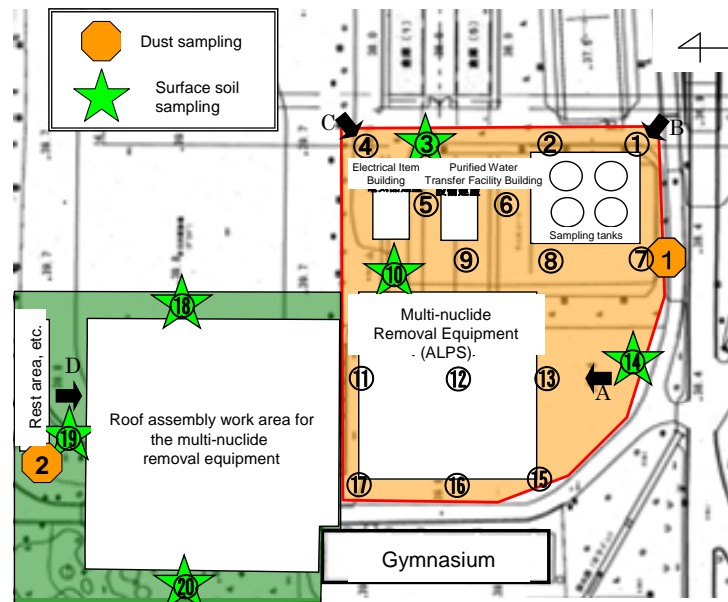 Dust sampling
Surface soil
sampling
C
B
④
③
②
①
Electrical Item
Building
Purified Water
Transfer Facility Building
⑤
⑥
Sampling tanks
⑨
⑧
⑦
1
⑩
⑱
Multi-nuclide
Removal Equipment
(ALPS)
⑭
Rest area, etc.
D
⑪
⑫
⑬
A
Roof assembly work area for
the multi-nuclide
removal equipment
⑲
2
⑰
⑯
⑮
Gymnasium
⑳